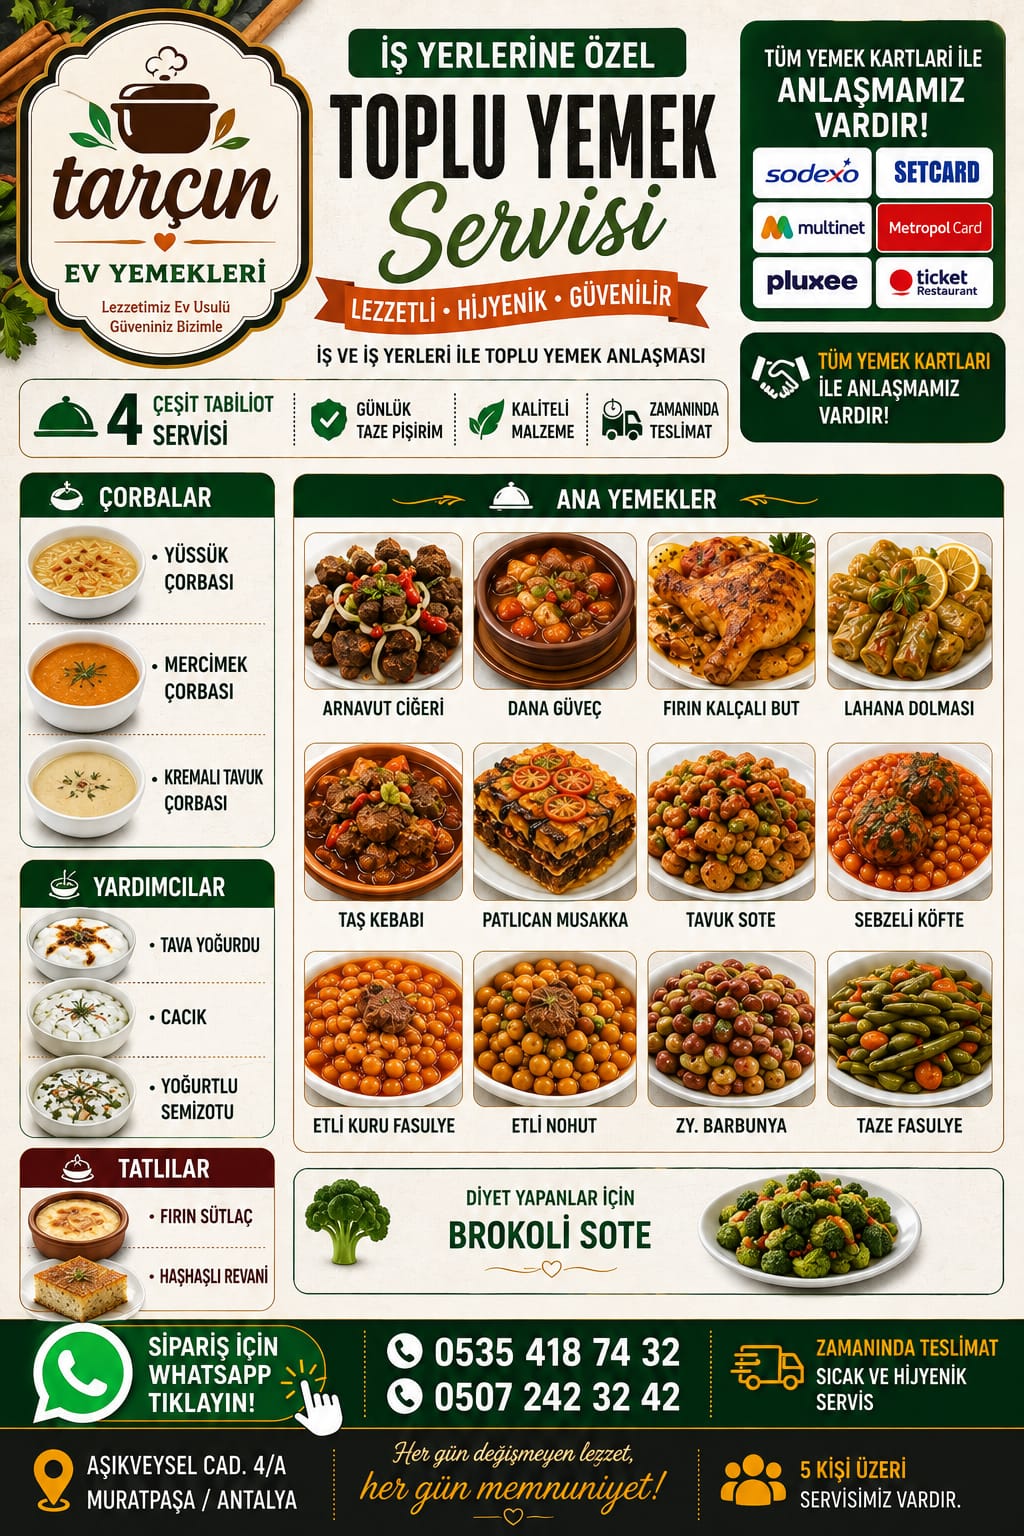 tarçın
EV YEMEKLERİ
Lezzetimiz Ev Usulü
Güveniniz Bizimle
İŞ YERLERİNE ÖZEL
TOPLU YEMEK
Servisi
LEZZETLİ • HİJYENİK • GÜVENİLİR
İŞ VE İŞ YERLERİ İLE TOPLU YEMEK ANLAŞMASI
TÜM YEMEK KARTLARİ İLE
ANLAŞMAMIZ
VARDIR!
sodexo
SETCARD
multinet
Metropol Card
pluxee
ticket
Restaurant
TÜM YEMEK KARTLARI
İLE ANLAŞMAMIZ
VARDIR!
4 ÇEŞİT TABİLİOT
SERVİSİ
GÜNLÜK
TAZE PİŞİRİM
KALİTELİ
MALZEME
ZAMANINDA
TESLİMAT
ÇORBALAR
• YÜSSÜK
ÇORBASI
• MERCİMEK
ÇORBASI
• KREMALI TAVUK
ÇORBASI
YARDIMCILAR
• TAVA YOĞURDU
• CACIK
• YOĞURTLU
SEMİZOTU
TATLILAR
• FIRIN SÜTLAÇ
• HAŞHAŞLI REVANİ
ANA YEMEKLER
ARNAVUT CİĞERİ
DANA GÜVEÇ
FIRIN KALÇALI BUT
LAHANA DOLMASI
TAŞ KEBABI
PATLICAN MUSAKKA
TAVUK SOTE
SEBZELİ KÖFTE
ETLİ KURU FASULYE
ETLİ NOHUT
ZY. BARBUNYA
TAZE FASULYE
DİYET YAPANLAR İÇİN
BROKOLİ SOTE
SİPARİŞ İÇİN
WHATSAPP
TIKLAYIN!
0535 418 74 32
0507 242 32 42
ZAMANINDA TESLİMAT
SICAK VE HİJYENİK
SERVİS
AŞIKVEYSEL CAD. 4/A
MURATPAŞA / ANTALYA
Her gün değişmeyen lezzet,
her gün memnuniyet!
5 KİŞİ ÜZERİ
SERVİSİMİZ VARDIR.